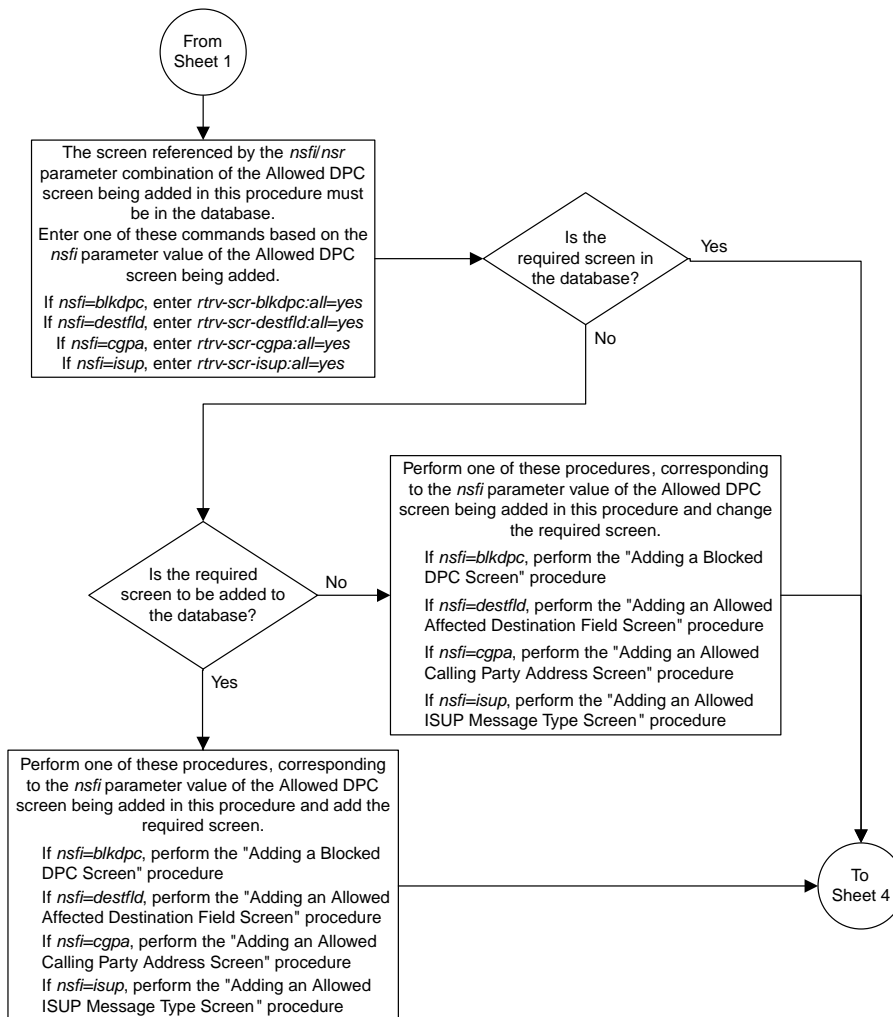 From
Sheet 1
The screen referenced by the nsfi/nsr
parameter combination of the Allowed DPC
screen being added in this procedure must
be in the database.
Enter one of these commands based on the
nsfi parameter value of the Allowed DPC
screen being added.
If nsfi=blkdpc, enter rtrv-scr-blkdpc:all=yes
If nsfi=destfld, enter rtrv-scr-destfld:all=yes
If nsfi=cgpa, enter rtrv-scr-cgpa:all=yes
If nsfi=isup, enter rtrv-scr-isup:all=yes
Is the
required screen in
the database?
Yes
No
Is the required
screen to be added to
the database?
No
Yes
Perform one of these procedures, corresponding
to the nsfi parameter value of the Allowed DPC
screen being added in this procedure and change
the required screen.
If nsfi=blkdpc, perform the "Adding a Blocked
DPC Screen" procedure
If nsfi=destfld, perform the "Adding an Allowed
Affected Destination Field Screen" procedure
If nsfi=cgpa, perform the "Adding an Allowed
Calling Party Address Screen" procedure
If nsfi=isup, perform the "Adding an Allowed
ISUP Message Type Screen" procedure
Perform one of these procedures, corresponding
to the nsfi parameter value of the Allowed DPC
screen being added in this procedure and add the
required screen.
If nsfi=blkdpc, perform the "Adding a Blocked
DPC Screen" procedure
If nsfi=destfld, perform the "Adding an Allowed
Affected Destination Field Screen" procedure
If nsfi=cgpa, perform the "Adding an Allowed
Calling Party Address Screen" procedure
If nsfi=isup, perform the "Adding an Allowed
ISUP Message Type Screen" procedure
To
Sheet 4